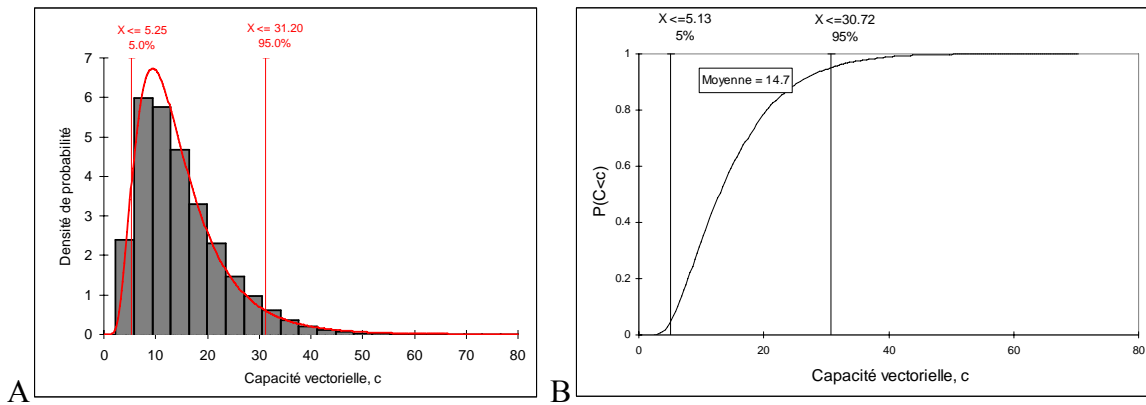 X <= 5.25
5.0%
X <= 31.20
95.0%
7
6
5
4
3
2
1
0
Densité de probabilité
0 10 20 30 40 50 60 70 80
Capacité vectorielle, c
A
X <=5.13
5%
X <=30.72
95%
1
0.8
0.6
0.4
0.2
0
Moyenne = 14.7
P(C<c)
0 20 40 60 80
Capacité vectorielle, c
B